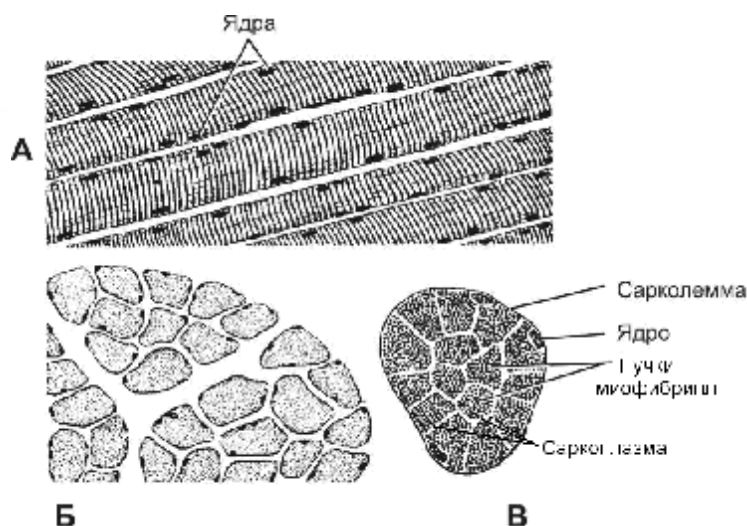 Ядра
А
Сарколемма
Ядро
Пучки
миофибрилл
Саркоплазма
Б
В